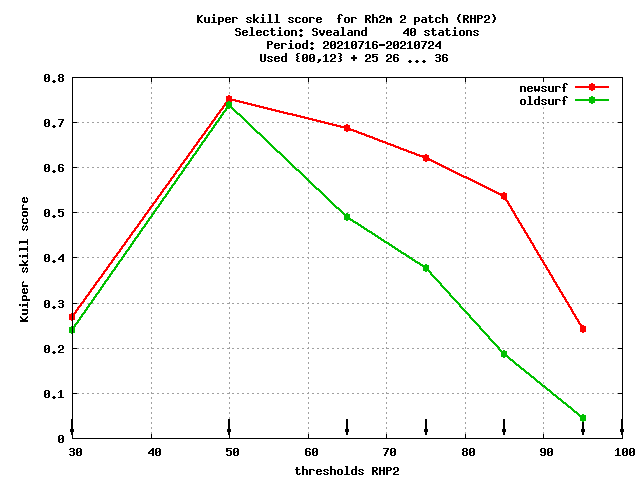 Kuiper skill score  for Rh2m 2 patch (RHP2)
Selection: Svealand     40 stations
Period: 20210716-20210724
Used {00,12} + 25 26 ... 36
newsurf
oldsurf
0.8
0.7
0.6
0.5
0.4
0.3
0.2
0.1
0
Kuiper skill score
30 40 50 60 70 80 90 100
thresholds RHP2